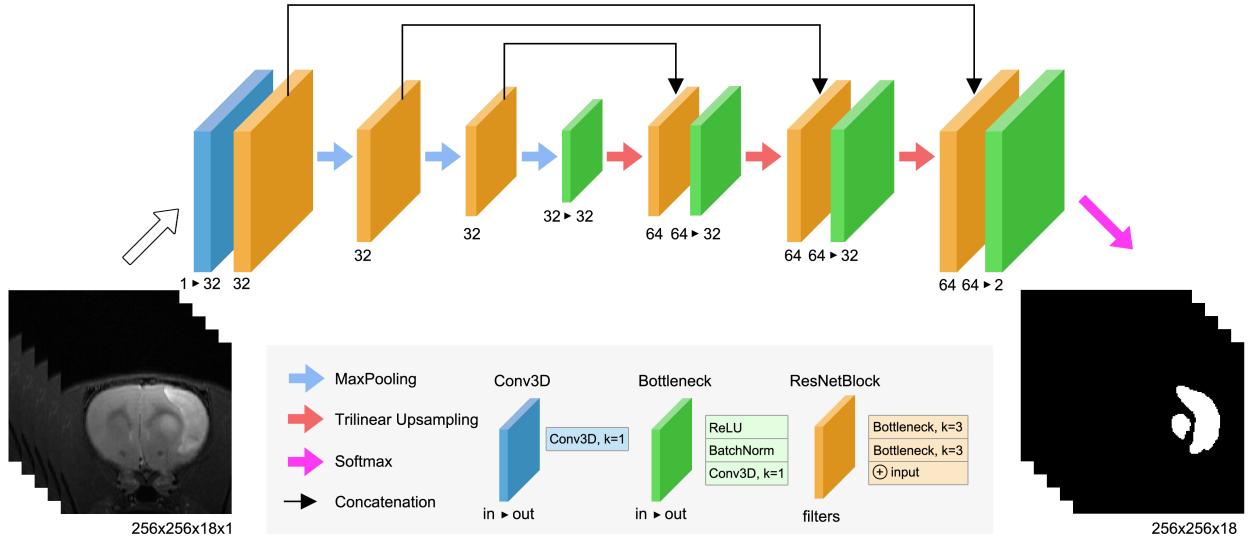 32 ▸ 32
32
32
64 64 ▸ 32
32
64 64 ▸ 32
1 ▸ 32 32
64 64 ▸ 2
MaxPooling
Trilinear Upsampling
Softmax
Concatenation
Conv3D
Conv3D, k=1
in ▸ out
Bottleneck
ReLU
BatchNorm
Conv3D, k=1
in ▸ out
ResNetBlock
Bottleneck, k=3
Bottleneck, k=3
⊕ input
filters
256x256x18x1
256x256x18